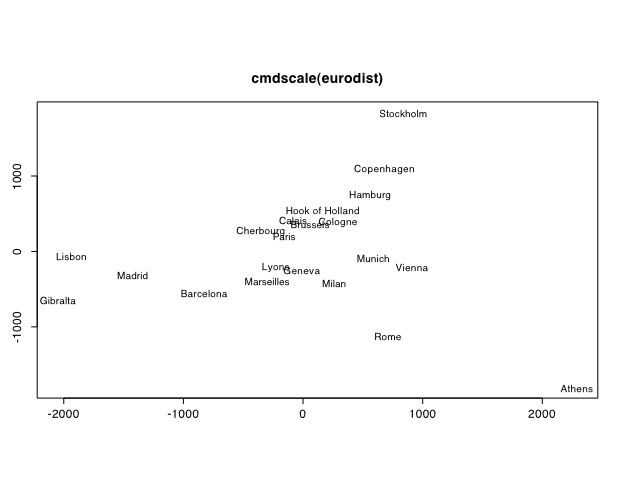 cmdscale(eurodist)
Stockholm
Copenhagen
Hamburg
Hook of Holland
Calais
Cologne
Brussels
Cherbourg
Paris
Lisbon
Munich
Lyons
Vienna
Geneva
Madrid
Marseilles
Milan
Barcelona
Gibralta
Rome
Athens
1000
0
-1000
-2000 -1000 0 1000 2000